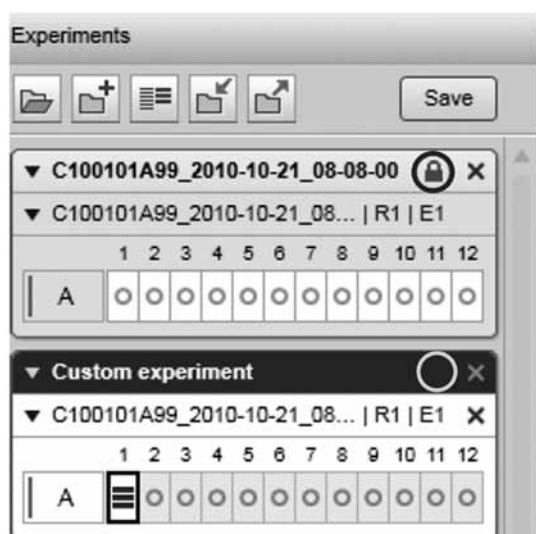 Experiments
Save
C100101A99_2010-10-21_08-08-00
C100101A99_2010-10-21_08... | R1 | E1
1 2 3 4 5 6 7 8 9 10 11 12
A
Custom experiment
C100101A99_2010-10-21_08... | R1 | E1
1 2 3 4 5 6 7 8 9 10 11 12
A